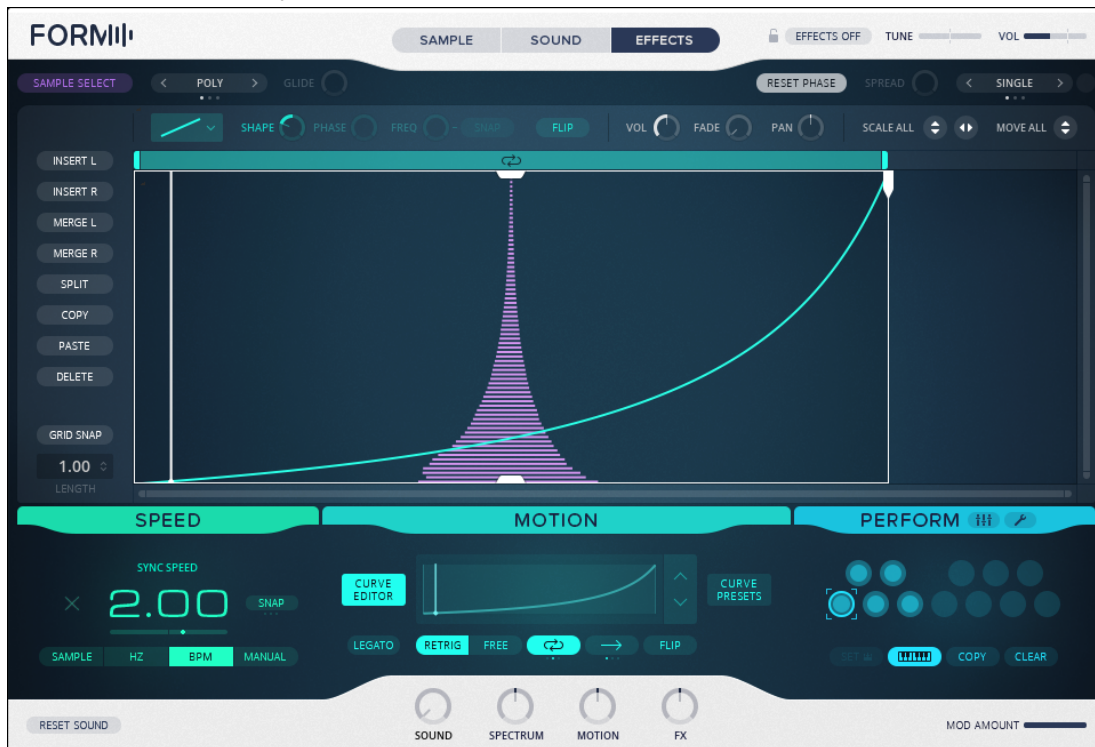 FORM
SAMPLE SOUND EFFECTS EFFECTS OFF TUNE VOL
SAMPLE SELECT POLY GLIDE RESET PHASE SPREAD SINGLE
SHAPE PHASE FREQ SNAP FLIP VOL FADE PAN SCALE ALL MOVE ALL
INSERT L
INSERT R
MERGE L
MERGE R
SPLIT
COPY
PASTE
DELETE
GRID SNAP
1.00
LENGTH
SPEED MOTION PERFORM
SYNC SPEED
2.00 SNAP
SAMPLE HZ BPM MANUAL
CURVE
EDITOR
CURVE
PRESETS
LEGATO RETRIG FREE FLIP
SET COPY CLEAR
RESET SOUND SOUND SPECTRUM MOTION FX MOD AMOUNT